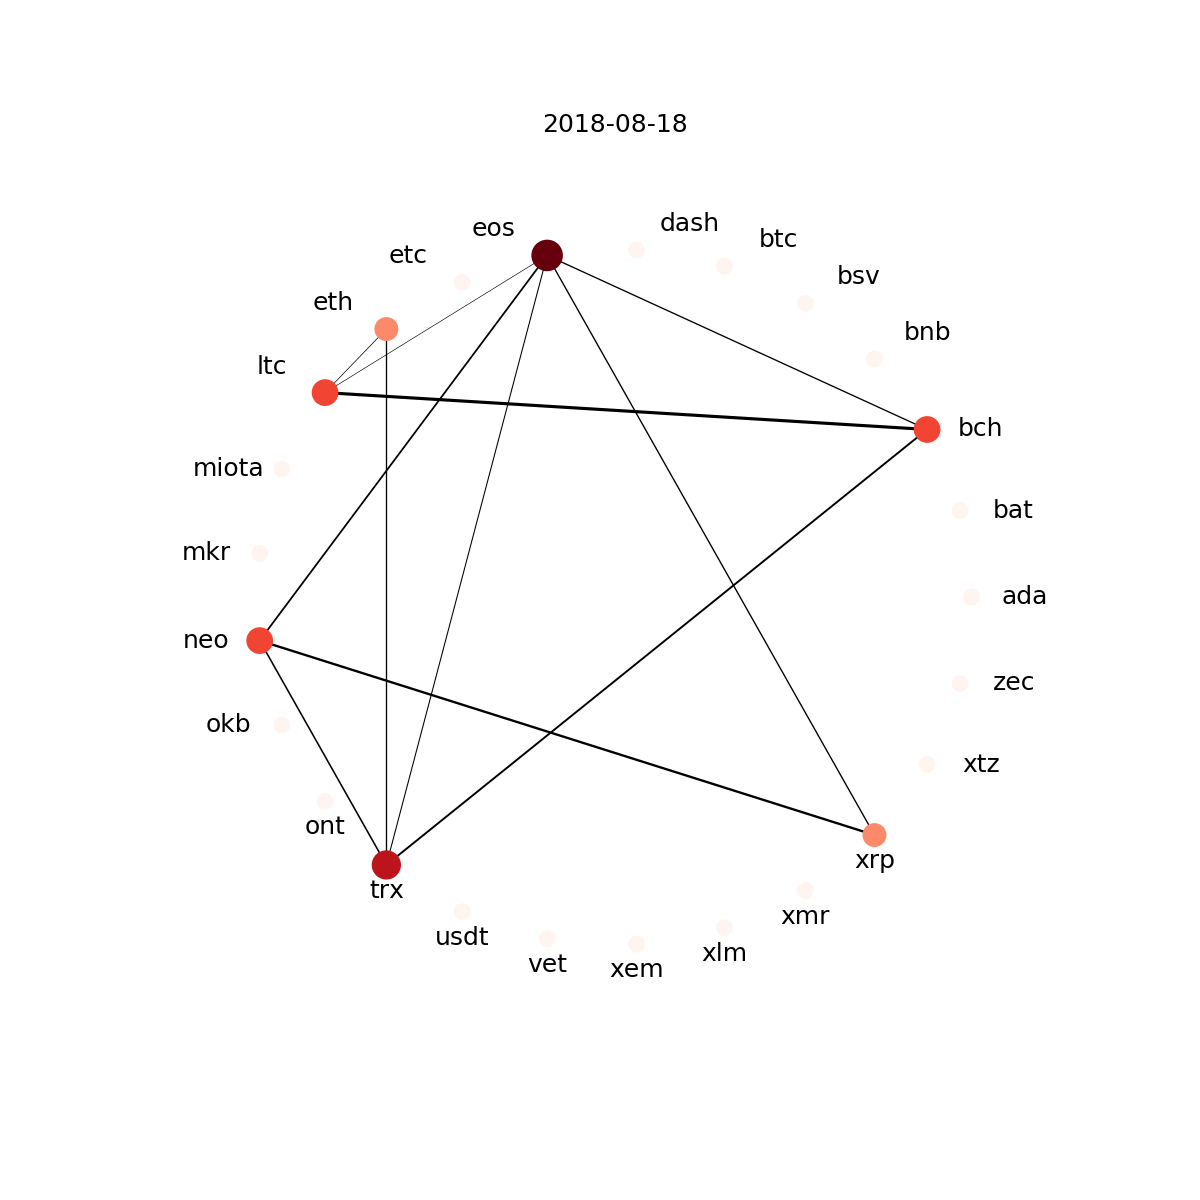 2018-08-18
dash
eos
btc
etc
bsv
eth
bnb
ltc
bch
miota
bat
mkr
ada
neo
zec
okb
xtz
ont
xrp
trx
xmr
usdt
xlm
vet
xem